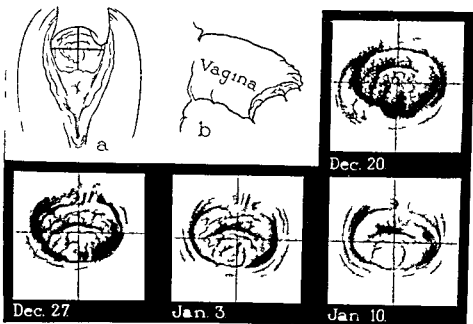 a
Vagina
b
Dec. 20
Dec. 27.
Jan. 3.
Jan 10.